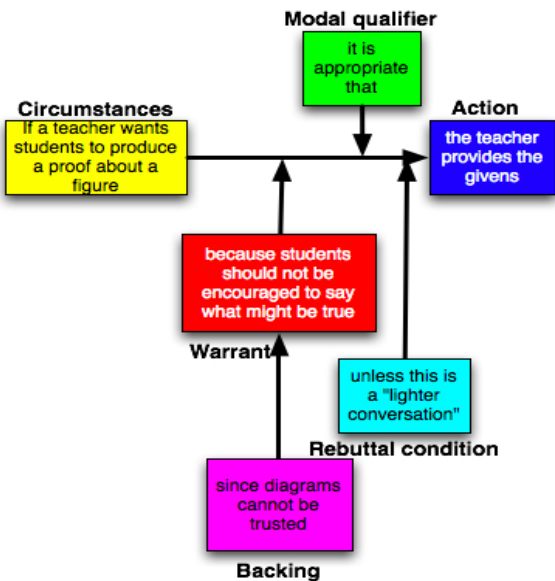 Modal qualifier
it is
appropriate
that
Circumstances
If a teacher wants
students to produce
a proof about a
figure
Action
the teacher
provides the
givens
because students
should not be
encouraged to say
what might be true
Warrant
unless this is
a "lighter
conversation"
Rebuttal condition
since diagrams
cannot be
trusted
Backing